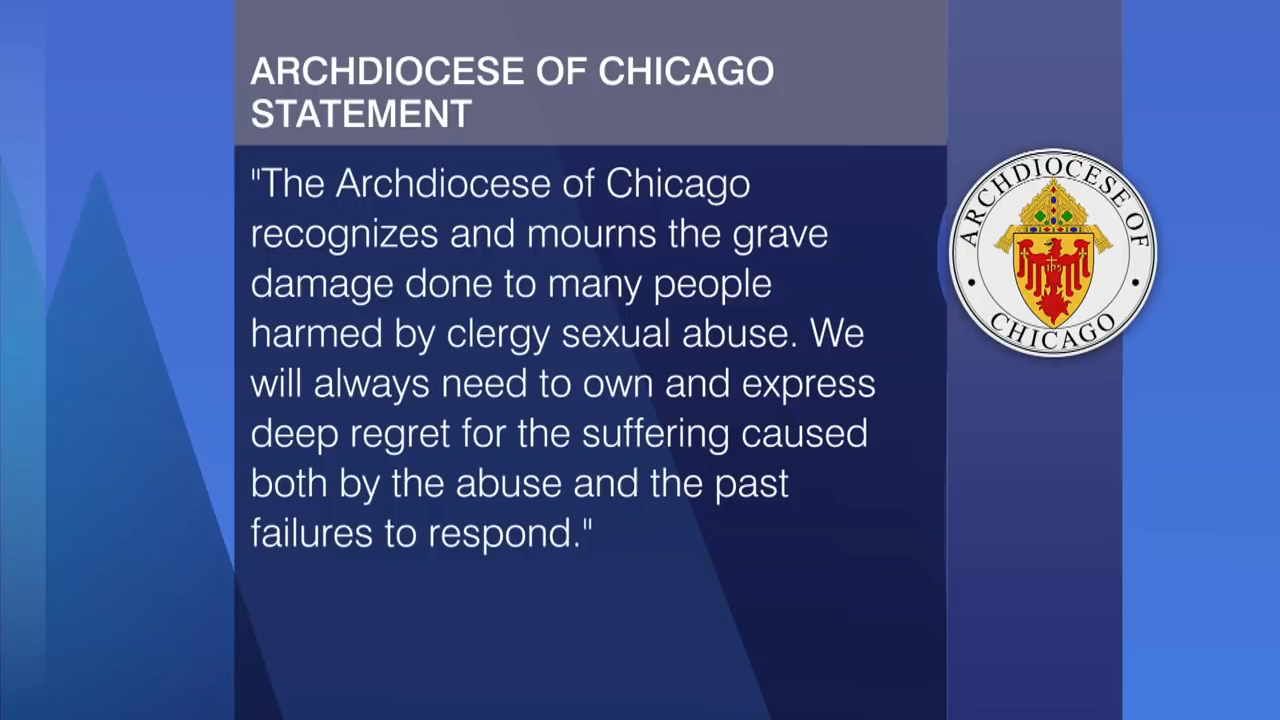 ARCHDIOCESE OF CHICAGO
STATEMENT
"The Archdiocese of Chicago
recognizes and mourns the grave
damage done to many people
harmed by clergy sexual abuse. We
will always need to own and express
deep regret for the suffering caused
both by the abuse and the past
failures to respond."
ARCHDIOCESE OF
CHICAGO